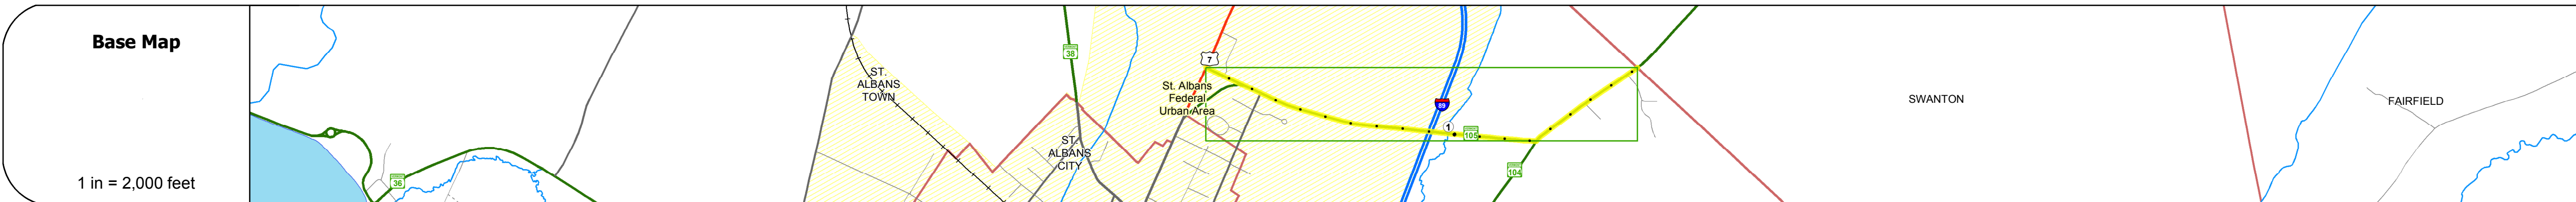 Base Map
1 in = 2,000 feet
36
ST.
ALBANS
TOWN
38
ST.
ALBANS
CITY
7
St. Albans
Federal
Urban Area
89
1
105
104
SWANTON
FAIRFIELD